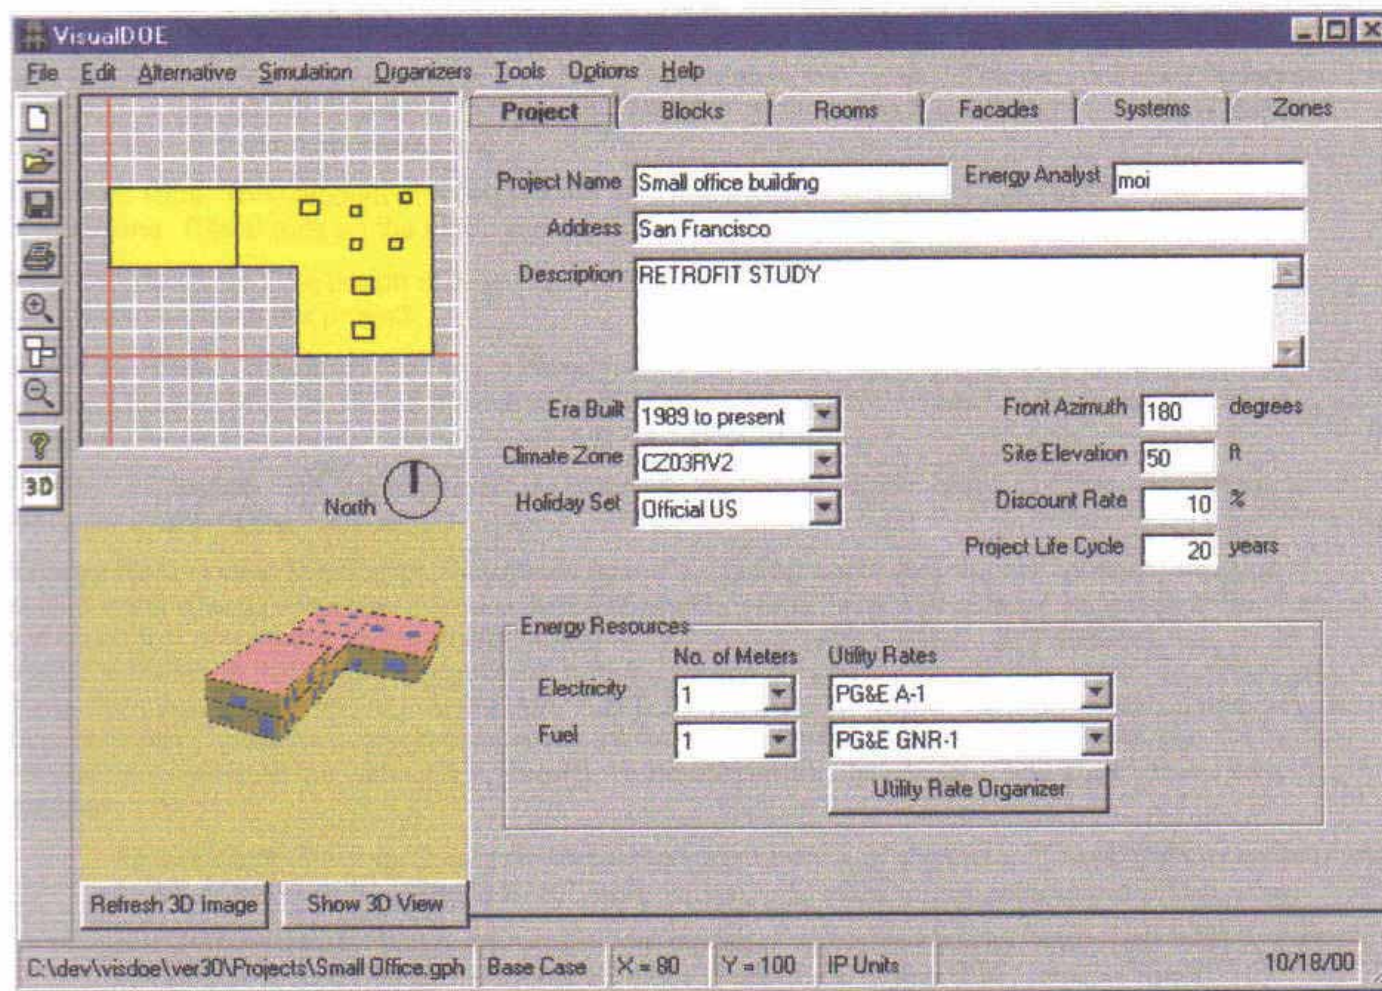 VisualDOE
File Edit Alternative Simulation Organizers Tools Options Help
Project Blocks Rooms Facades Systems Zones
Project Name Small office building Energy Analyst moi
Address San Francisco
Description RETROFIT STUDY
Era Built 1989 to present Front Azimuth 180 degrees
Climate Zone CZ03RV2 Site Elevation 50 ft
Holiday Set Official US Discount Rate 10 %
Project Life Cycle 20 years
3D
North
Energy Resources
No. of Meters Utility Rates
Electricity 1 PG&E A-1
Fuel 1 PG&E GNR-1
Utility Rate Organizer
Refresh 3D Image Show 3D View
C:\dev\visdoe\ver30\Projects\Small Office.gph Base Case X = 80 Y = 100 IP Units 10/18/00